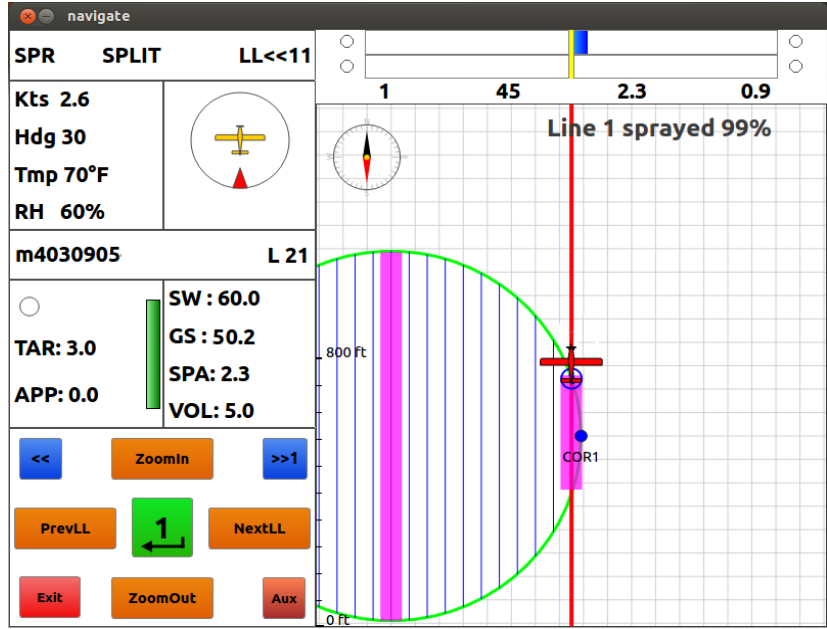 navigate
SPR SPLIT LL<<11
1 45 2.3 0.9
Kts 2.6
Hdg 30
Tmp 70°F
RH 60%
Line 1 sprayed 99%
N
S
m4030905 L 21
SW : 60.0
GS : 50.2
TAR: 3.0
SPA: 2.3
APP: 0.0
VOL: 5.0
800 ft
COR1
0 ft
<< ZoomIn >>1
PrevLL 1 NextLL
Exit ZoomOut Aux